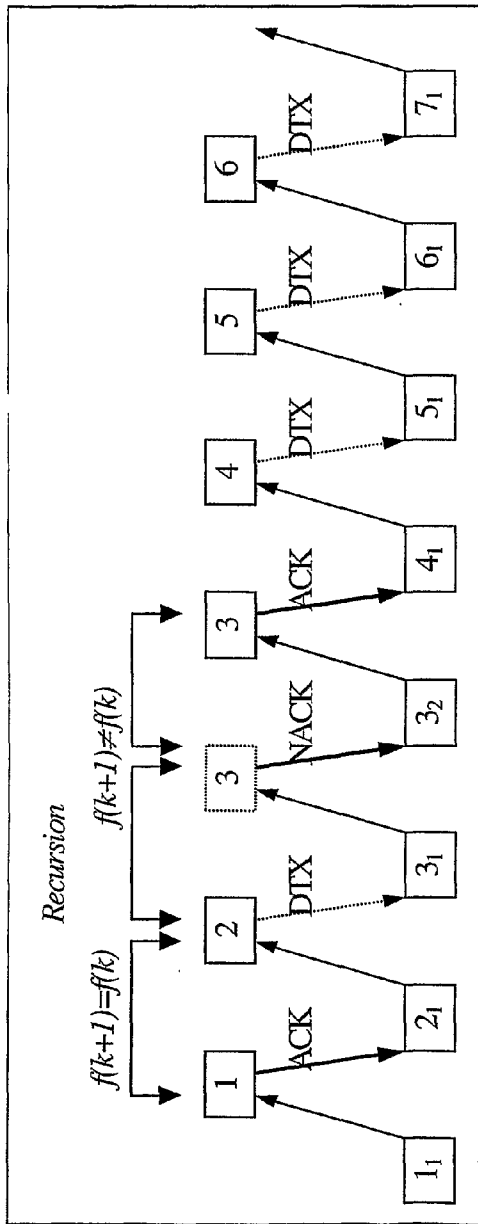 Recursion
f(k+1)=f(k)
f(k+1)≠f(k)
1
2
3
3
4
5
6
ACK
DTX
NACK
ACK
DTX
DTX
DTX
1₁
2₁
3₁
3₂
4₁
5₁
6₁
7₁